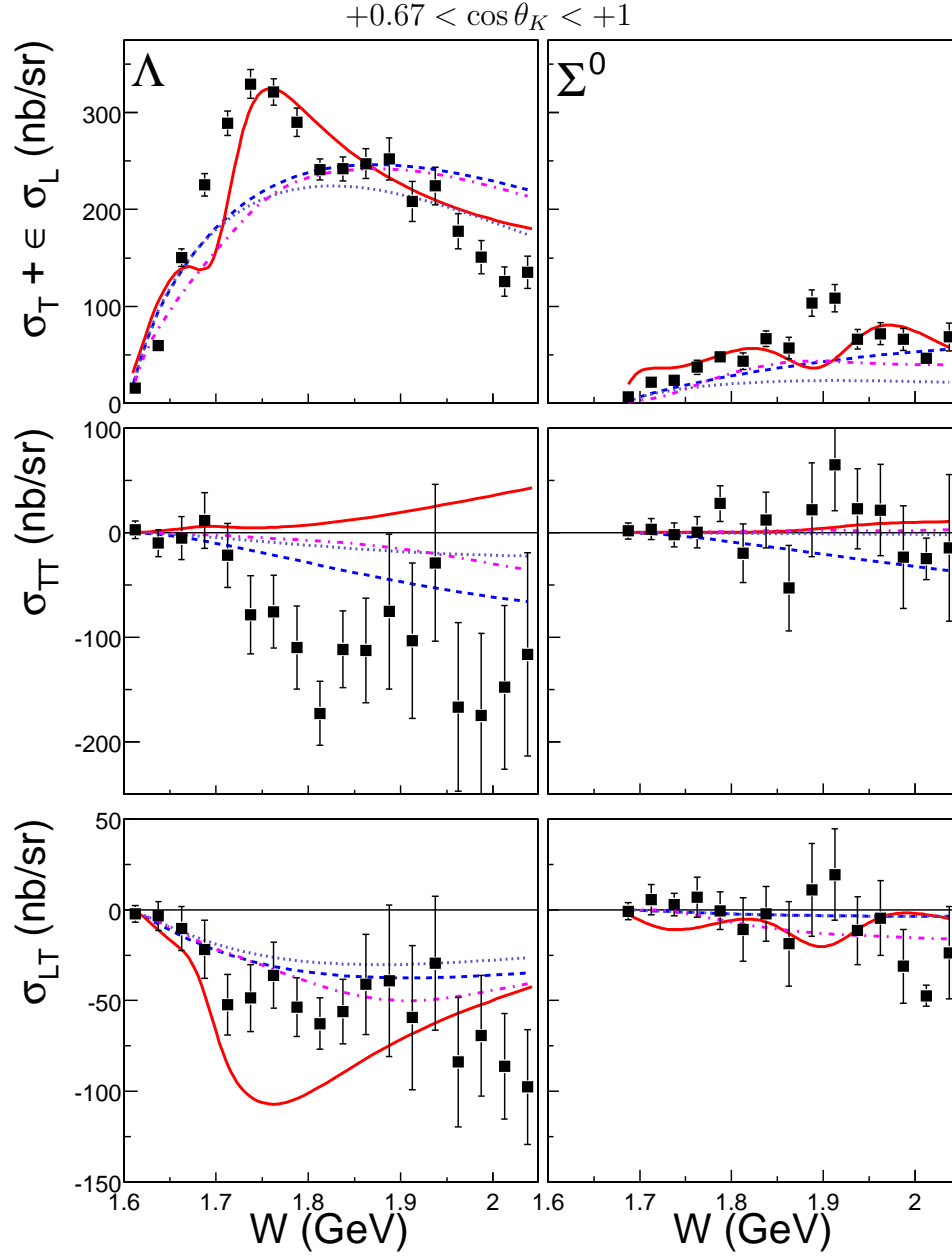 +0.67 < cos θ_K < +1
Λ
Σ⁰
σ_T + ∈ σ_L (nb/sr)
300
200
100
0
σ_TT (nb/sr)
100
0
-100
-200
σ_LT (nb/sr)
50
0
-50
-100
-150
1.6 1.7 1.8 1.9 2 1.6 1.7 1.8 1.9 2
W (GeV) W (GeV)